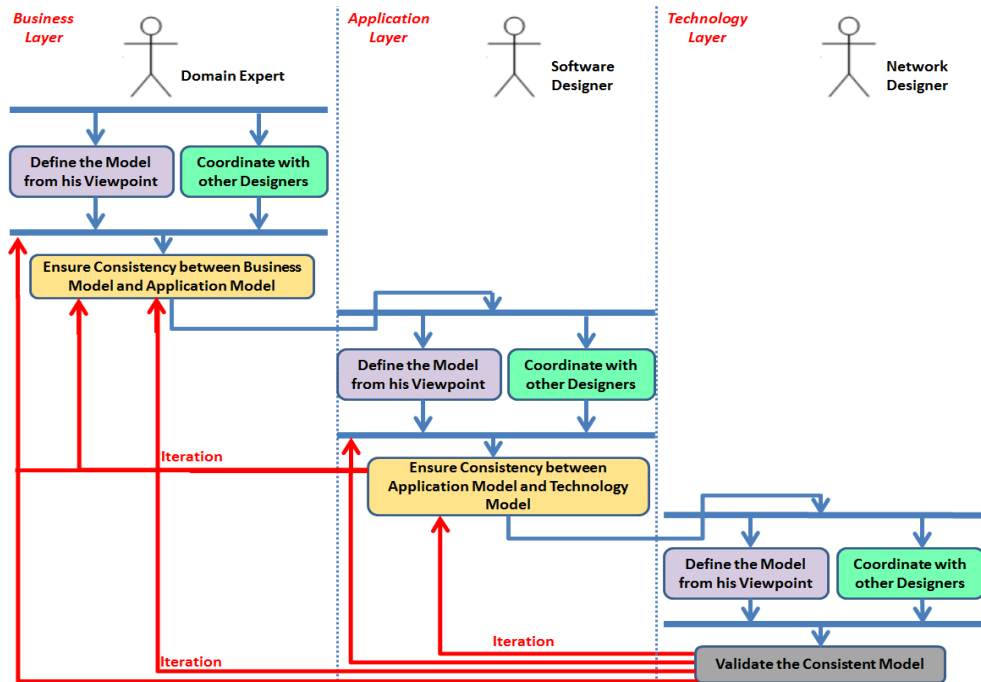 Business
Layer
Domain Expert
Application
Layer
Software
Designer
Technology
Layer
Network
Designer
Define the Model
from his Viewpoint
Coordinate with
other Designers
Ensure Consistency between Business
Model and Application Model
Define the Model
from his Viewpoint
Coordinate with
other Designers
Iteration
Ensure Consistency between
Application Model and Technology
Model
Define the Model
from his Viewpoint
Coordinate with
other Designers
Iteration
Iteration
Validate the Consistent Model